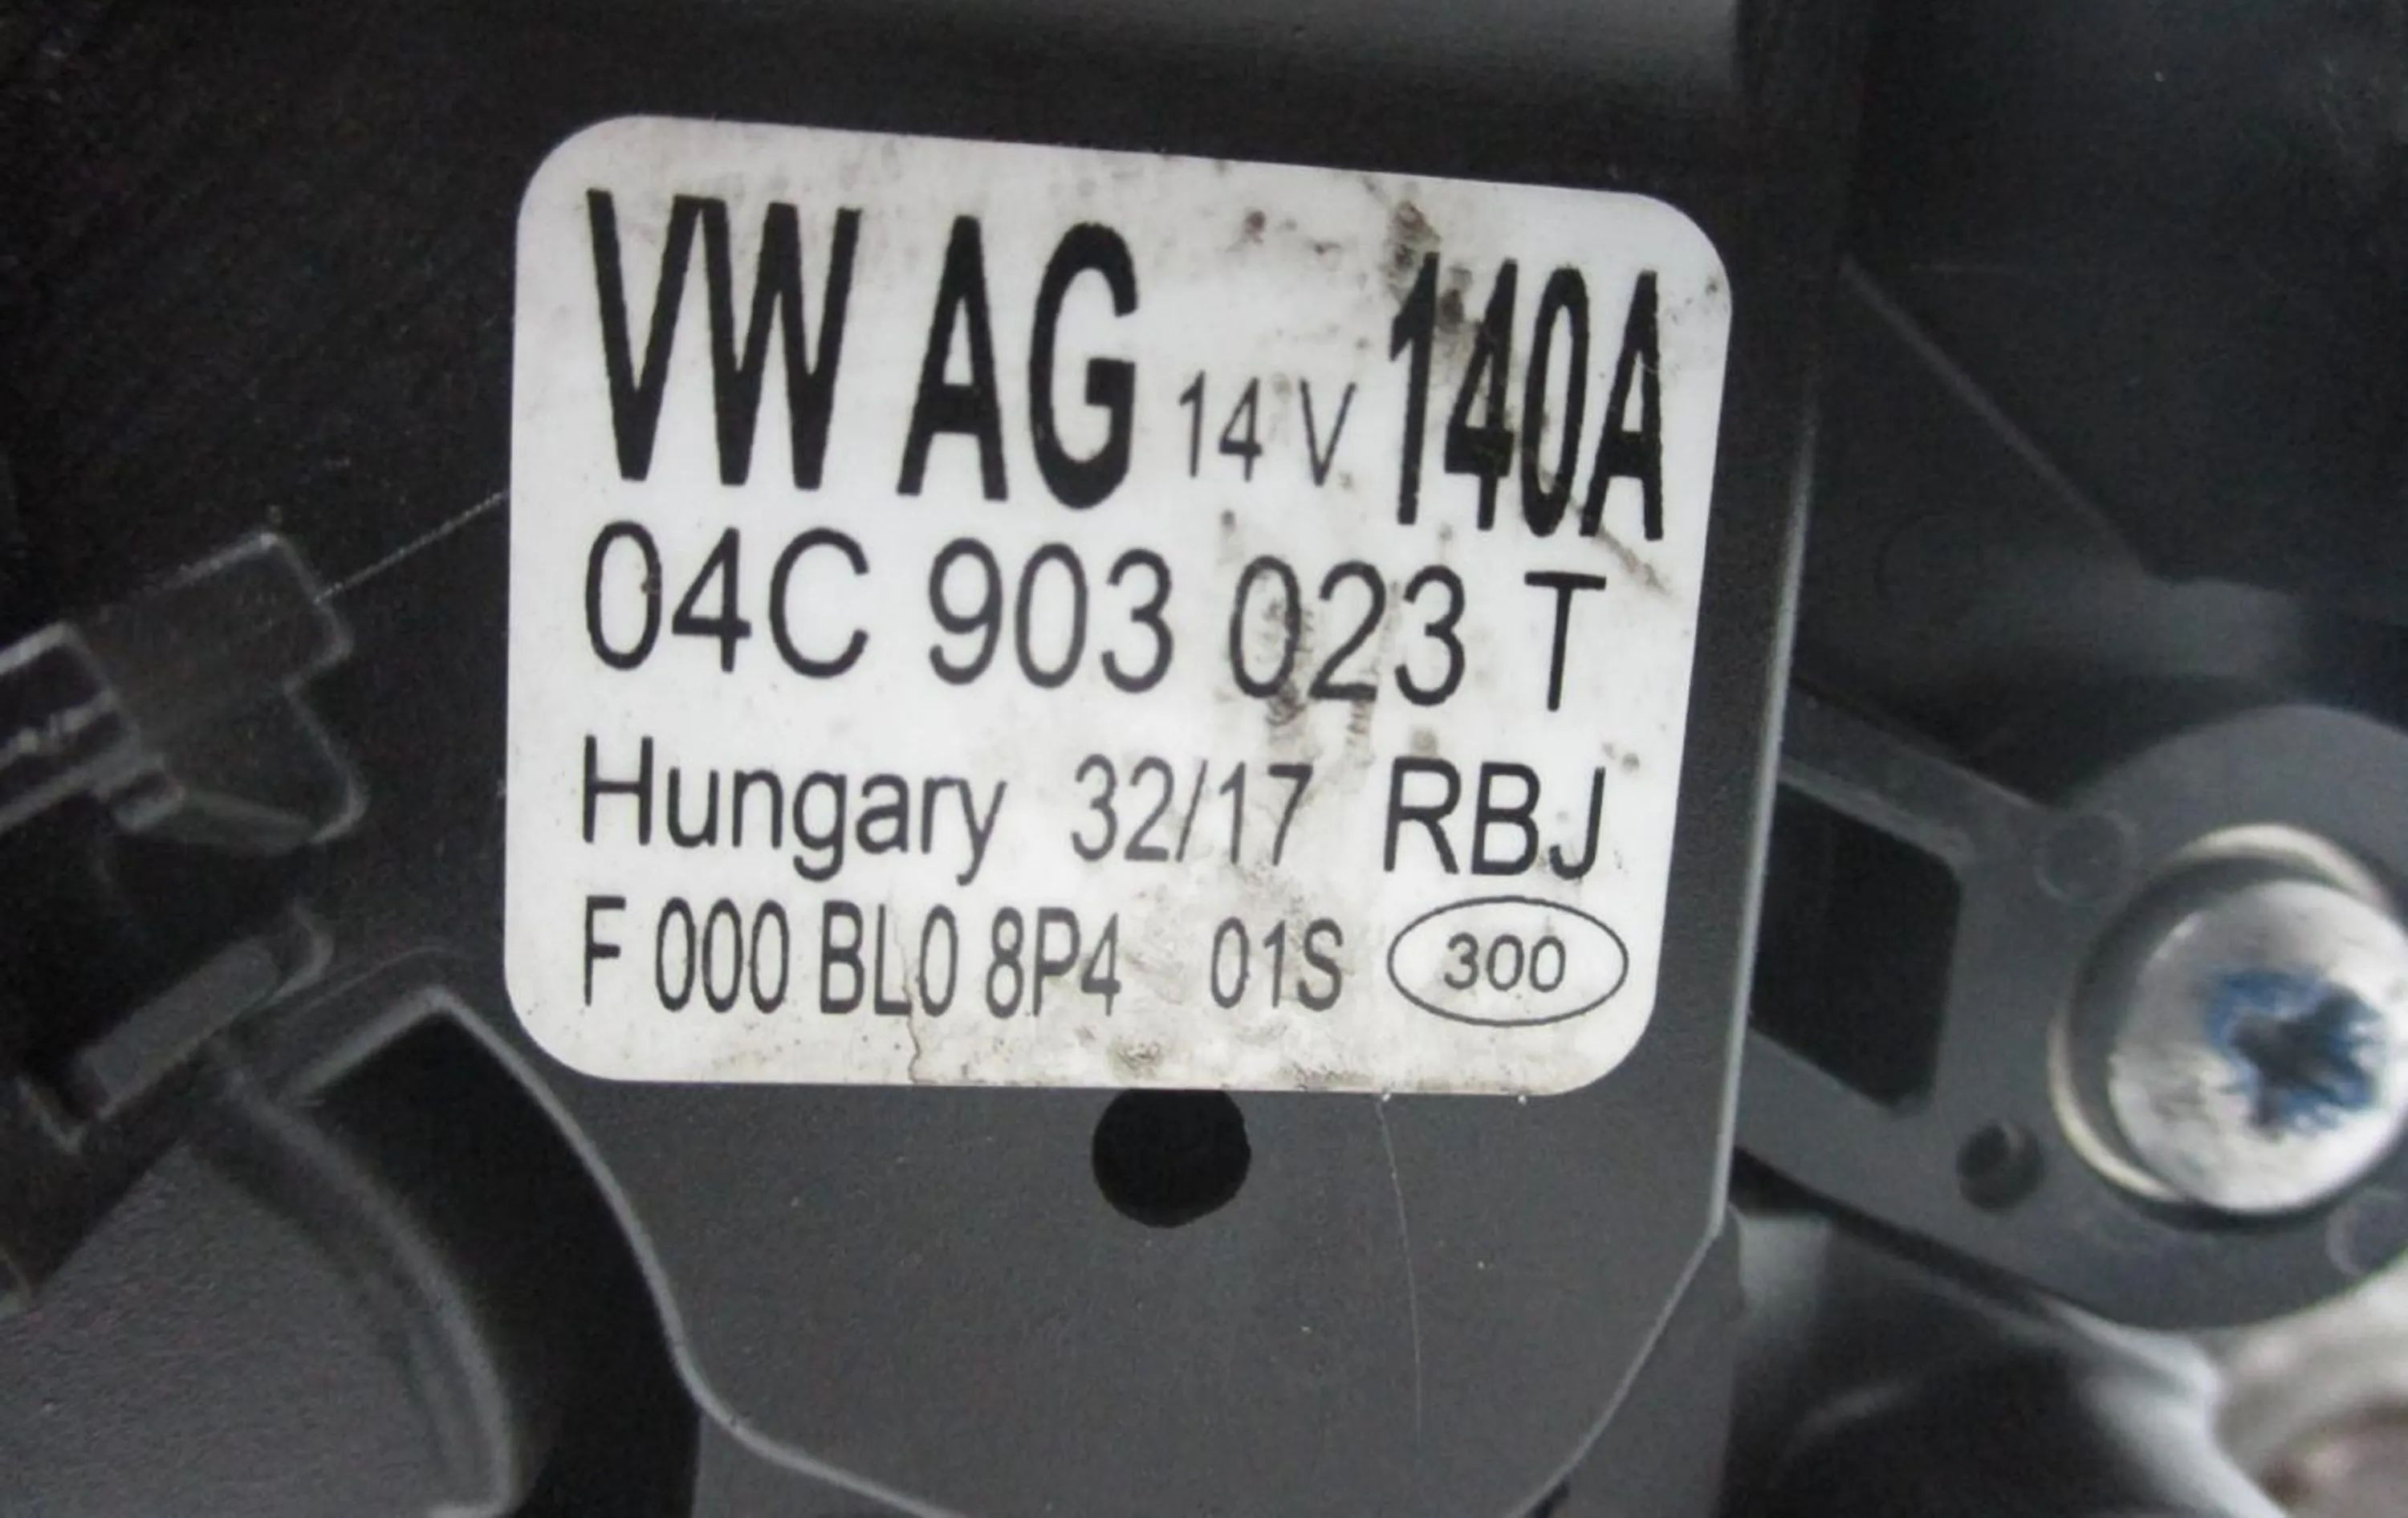 VW AG 14 V 140A
04C 903 023 T
Hungary 32/17 RBJ
F 000 BL0 8P4 01S 300